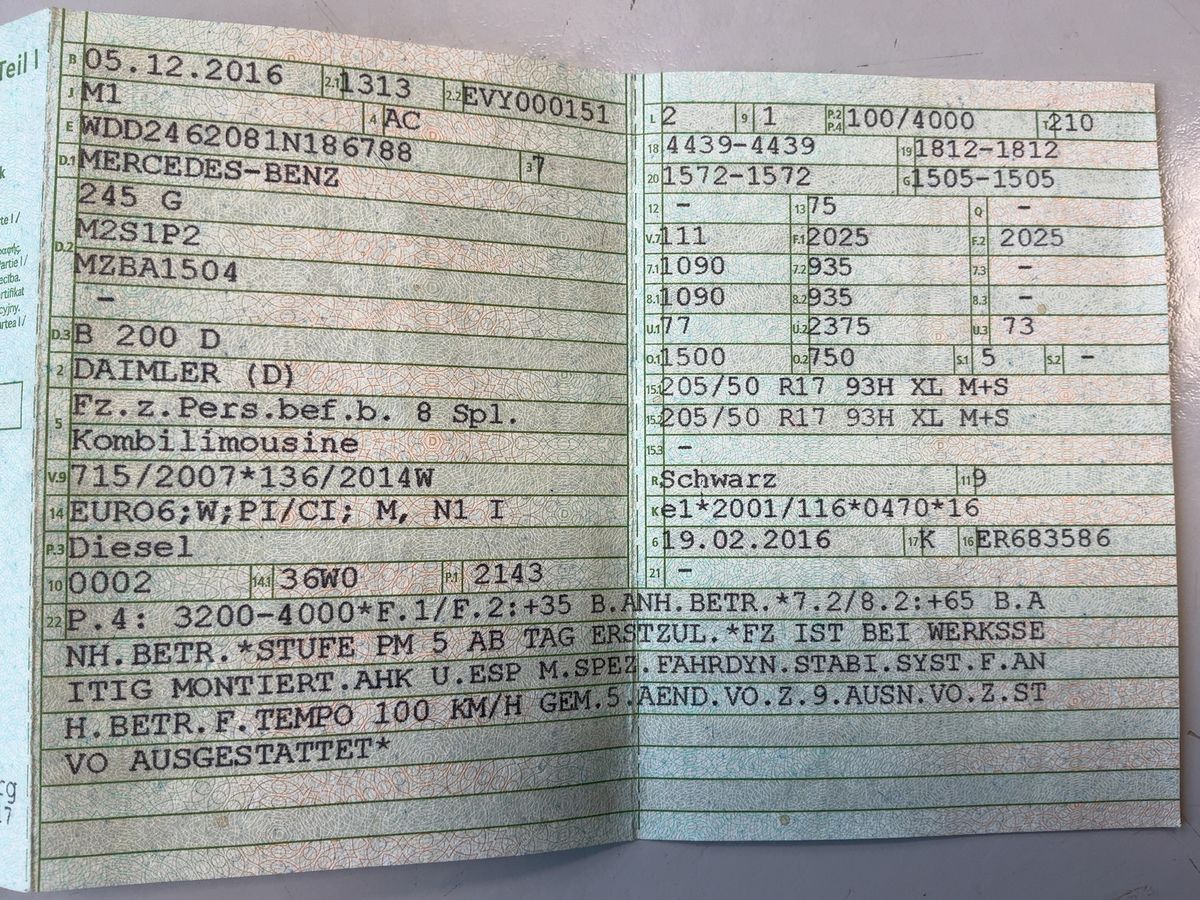 Teil I
B 05.12.2016 2.1 1313 2.2 EVY000151
J M1 4 AC
E WDD2462081N186788 3 7
D.1 MERCEDES-BENZ
D.2 245 G
M2S1P2
MZBA1504
-
D.3 B 200 D
2 DAIMLER (D)
5 Fz.z.Pers.bef.b. 8 Spl.
Kombilimousine
V.9 715/2007*136/2014W
14 EURO6;W;PI/CI; M, N1 I
P.3 Diesel
10 0002 14.1 36W0 P.1 2143
L 2 9 1 P.2 P.4 100/4000 T 210
18 4439-4439 19 1812-1812
20 1572-1572 G 1505-1505
12 - 13 75 Q -
V.7 111 F.1 2025 F.2 2025
7.1 1090 7.2 935 7.3 -
8.1 1090 8.2 935 8.3 -
U.1 77 U.2 2375 U.3 73
O.1 1500 O.2 750 S.1 5 S.2 -
15.1 205/50 R17 93H XL M+S
15.2 205/50 R17 93H XL M+S
15.3 -
R Schwarz 11 9
K e1*2001/116*0470*16
6 19.02.2016 17 K 16 ER683586
21 -
22 P.4: 3200-4000*F.1/F.2:+35 B.ANH.BETR.*7.2/8.2:+65 B.A
NH.BETR.*STUFE PM 5 AB TAG ERSTZUL.*FZ IST BEI WERKSSE
ITIG MONTIERT.AHK U.ESP M.SPEZ.FAHRDYN.STABI.SYST.F.AN
H.BETR.F.TEMPO 100 KM/H GEM.5.AEND.VO.Z.9.AUSN.VO.Z.ST
VO AUSGESTATTET*